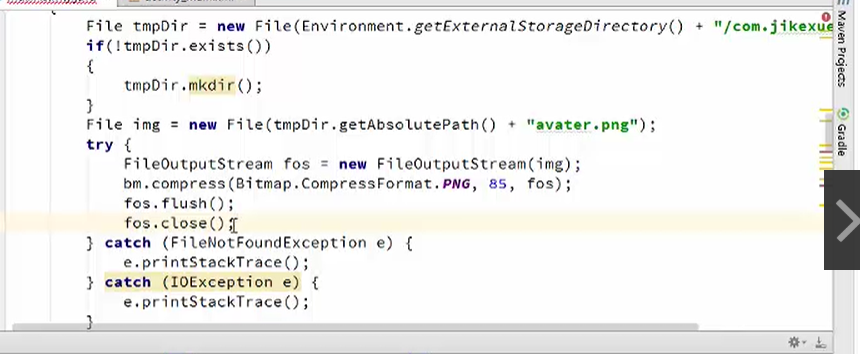 File tmpDir = new File(Environment.getExternalStorageDirectory() + "/com.jikexue
if(!tmpDir.exists())
{
tmpDir.mkdir();
}
File img = new File(tmpDir.getAbsolutePath() + "avater.png");
try {
FileOutputStream fos = new FileOutputStream(img);
bm.compress(Bitmap.CompressFormat.PNG, 85, fos);
fos.flush();
fos.close();
} catch (FileNotFoundException e) {
e.printStackTrace();
} catch (IOException e) {
e.printStackTrace();
}
Maven Projects
Gradle